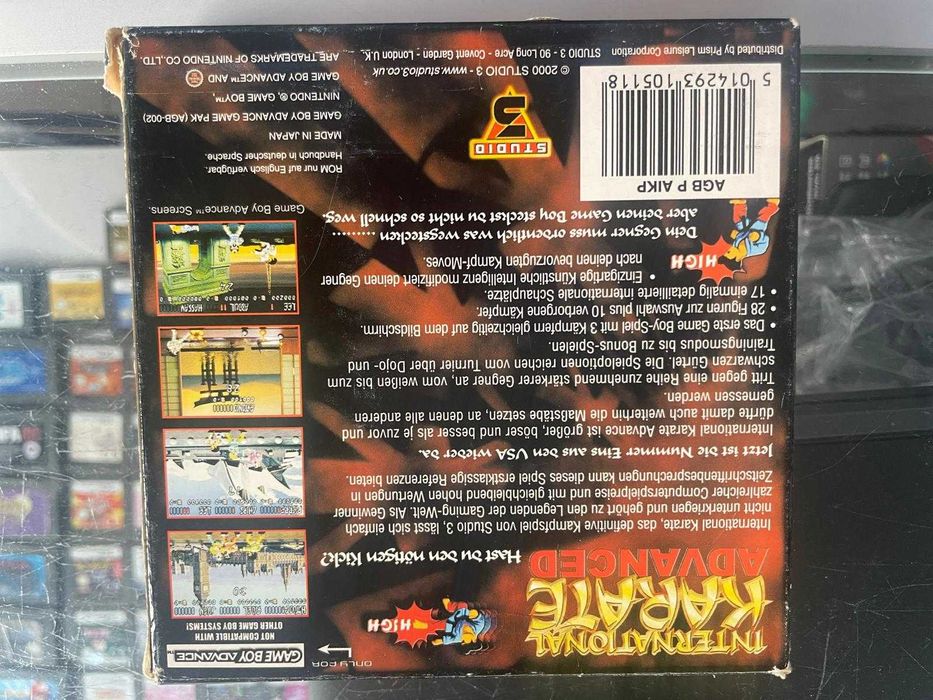 ONLY FOR
GAME BOY ADVANCE
NOT COMPATIBLE WITH
OTHER GAME BOY SYSTEMS!
INTERNATIONAL
KARATE
ADVANCED
HIGH
Hast Du den nötigen Kick?
International Karate, das definitive Kampfspiel von Studio 3, lässt sich einfach
nicht unterkriegen und gehört zu den Legenden der Gaming-Welt. Als Gewinner
zahlreicher Computerspielpreise und mit gleichbleibend hohen Wertungen in
Zeitschriftenbesprechungen kann dieses Spiel erstklassige Referenzen bieten.
Jetzt ist die Nummer Eins aus den USA wieder da.
International Karate Advance ist größer, böser und besser als je zuvor und
dürfte damit auch weiterhin die Maßstäbe setzen, an denen alle anderen
gemessen werden.
Tritt gegen eine Reihe zunehmend stärkerer Gegner an, vom weißen bis zum
schwarzen Gürtel. Die Spieloptionen reichen vom Turnier über Dojo- und
Trainingsmodus bis zu Bonus-Spielen.
• Das erste Game Boy-Spiel mit 3 Kämpfern gleichzeitig auf dem Bildschirm.
• 28 Figuren zur Auswahl plus 10 verborgene Kämpfer.
• 17 einmalig detaillierte internationale Schauplätze.
• Einzigartige Künstliche Intelligenz modifiziert deinen Gegner
nach deinen bevorzugten Kampf-Moves.
HIGH
Dein Gegner muss ordentlich was wegstecken .........
aber deinen Game Boy steckst du nicht so schnell weg.
30
LEE
LEE
ABDUL
HASSAN
Game Boy Advance™ Screens.
AGB P AIKP
5 014293 105118
STUDIO
3
ROM nur auf Englisch verfügbar.
Handbuch in deutscher Sprache.
MADE IN JAPAN
GAME BOY ADVANCE GAME PAK (AGB-002)
NINTENDO, ®, GAME BOY™,
GAME BOY ADVANCE™ AND
ARE TRADEMARKS OF NINTENDO CO.,LTD.
© 2000 STUDIO 3 - www.studio3.co.uk
Distributed by Prism Leisure Corporation
STUDIO 3 - 90 Long Acre - Covent Garden - London U.K.